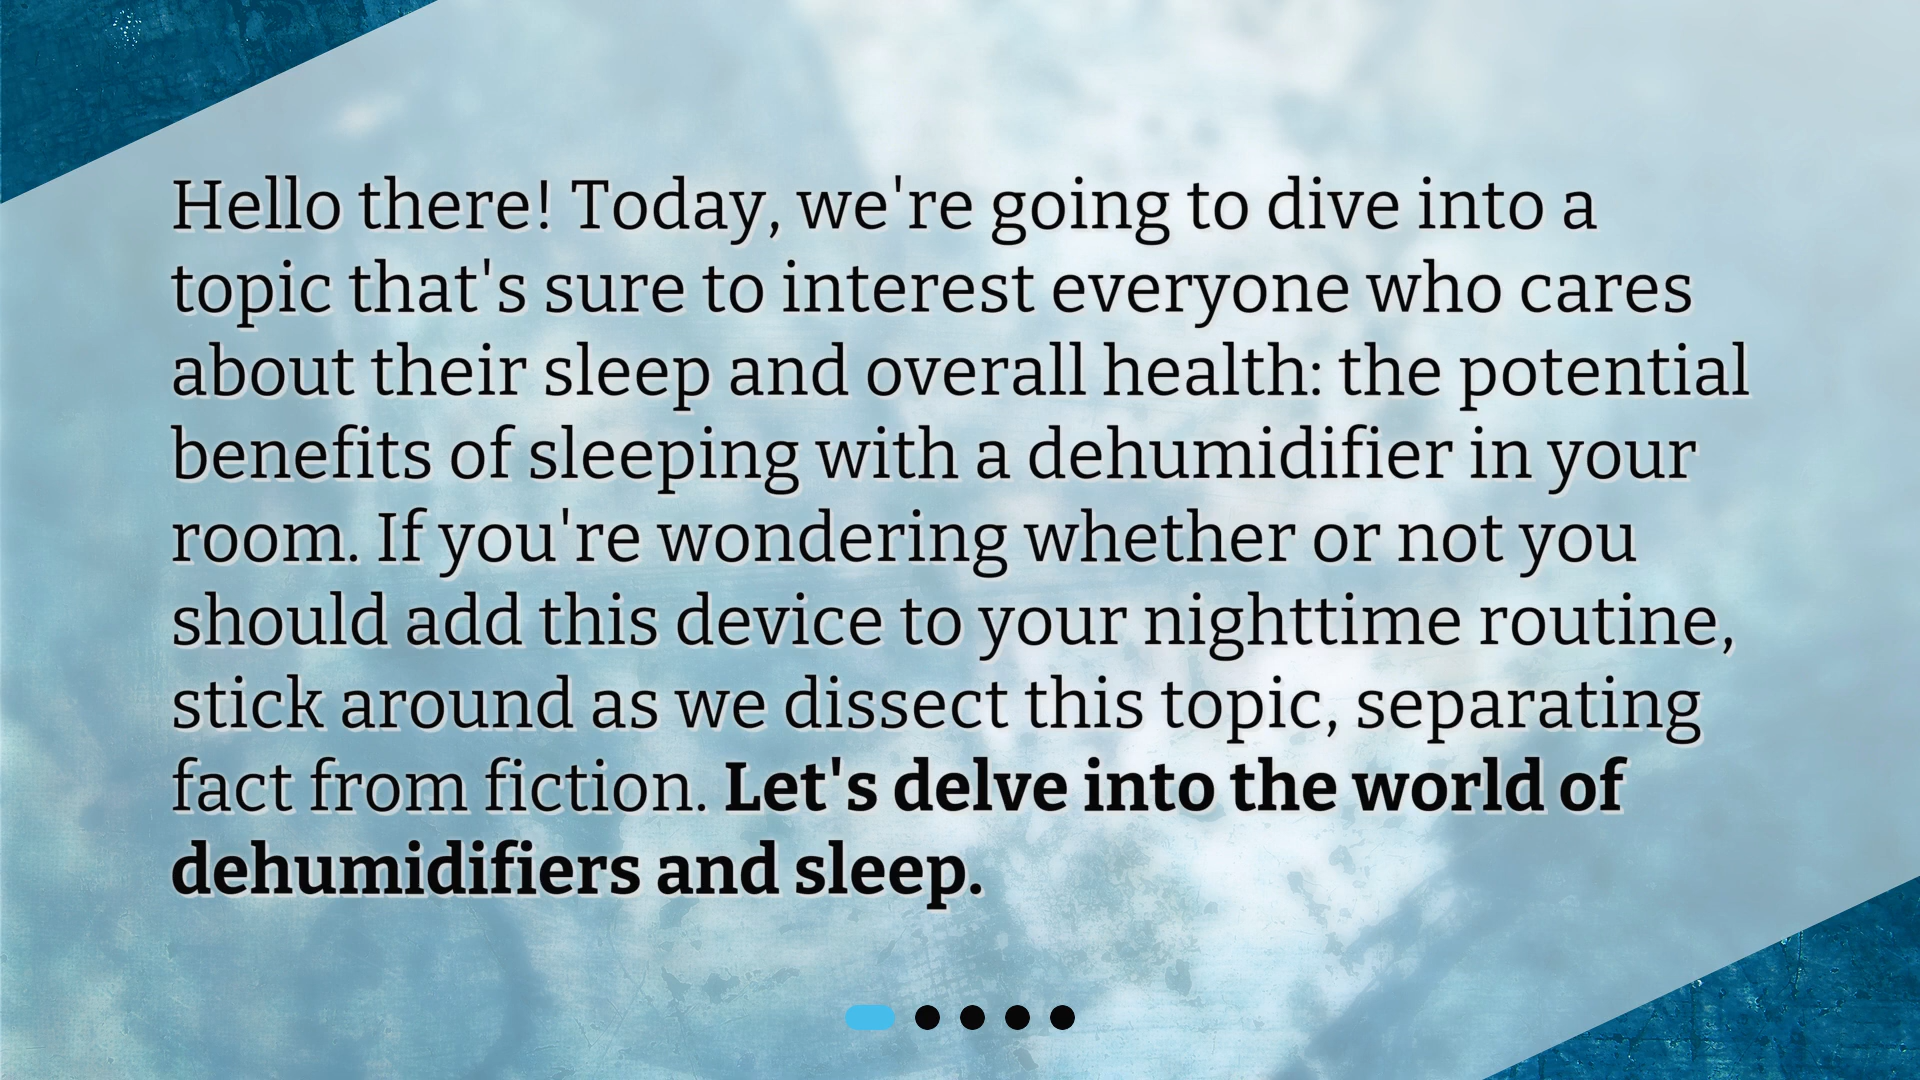 Hello there! Today, we're going to dive into a
topic that's sure to interest everyone who cares
about their sleep and overall health: the potential
benefits of sleeping with a dehumidifier in your
room. If you're wondering whether or not you
should add this device to your nighttime routine,
stick around as we dissect this topic, separating
fact from fiction. Let's delve into the world of
dehumidifiers and sleep.